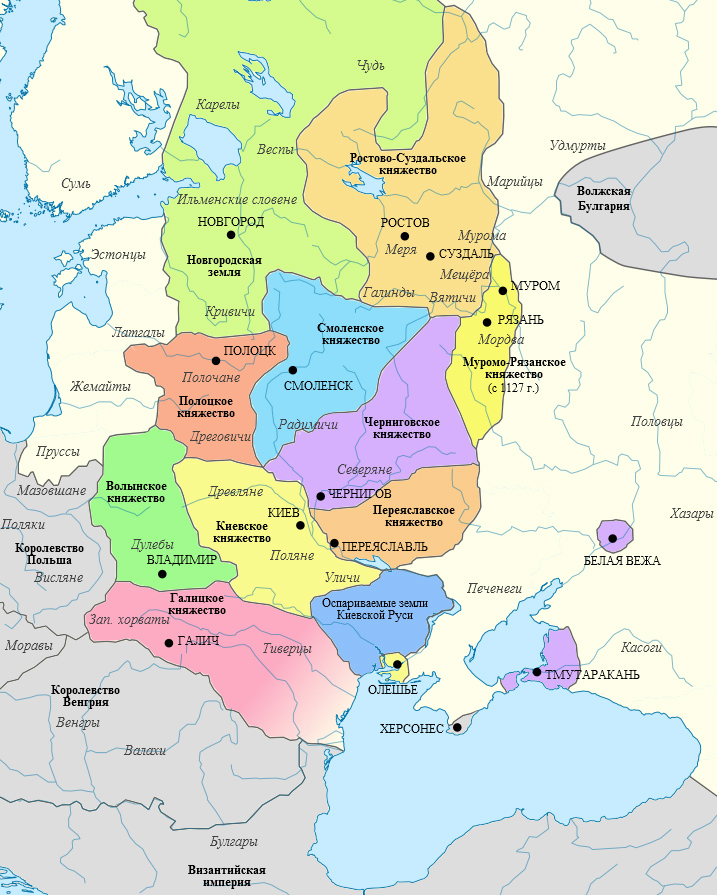 Чудь
Карелы
Веспы
Удмурты
Ростово-Суздальское
княжество
Марийцы
Сумь
Волжская
Булгария
Ильменские словене
НОВГОРОД
РОСТОВ
Мурома
Эстонцы
Меря
СУЗДАЛЬ
Новгородская
земля
Мещёра
МУРОМ
Галинды
Вятичи
Кривичи
РЯЗАНЬ
Латгалы
Смоленское
княжество
Мордва
ПОЛОЦК
Муромо-Рязанское
княжество
(с 1127 г.)
Полочане
Жемайты
СМОЛЕНСК
Полоцкое
княжество
Половцы
Радимичи
Черниговское
княжество
Дреговичи
Пруссы
Северяне
Мазовшане
Волынское
княжество
Древляне
ЧЕРНИГОВ
КИЕВ
Переяславское
княжество
Хазары
Поляки
Киевское
княжество
Королевство
Польша
Дулебы
Поляне
ПЕРЕЯСЛАВЛЬ
ВЛАДИМИР
БЕЛАЯ ВЕЖА
Висляне
Уличи
Печенеги
Галицкое
княжество
Оспариваемые земли
Киевской Руси
Зап. хорваты
Моравы
ГАЛИЧ
Тиверцы
Касоги
ТМУТАРАКАНЬ
Королевство
Венгрия
ОЛЕШЬЕ
Венгры
ХЕРСОНЕС
Валахи
Булгары
Византийская
империя